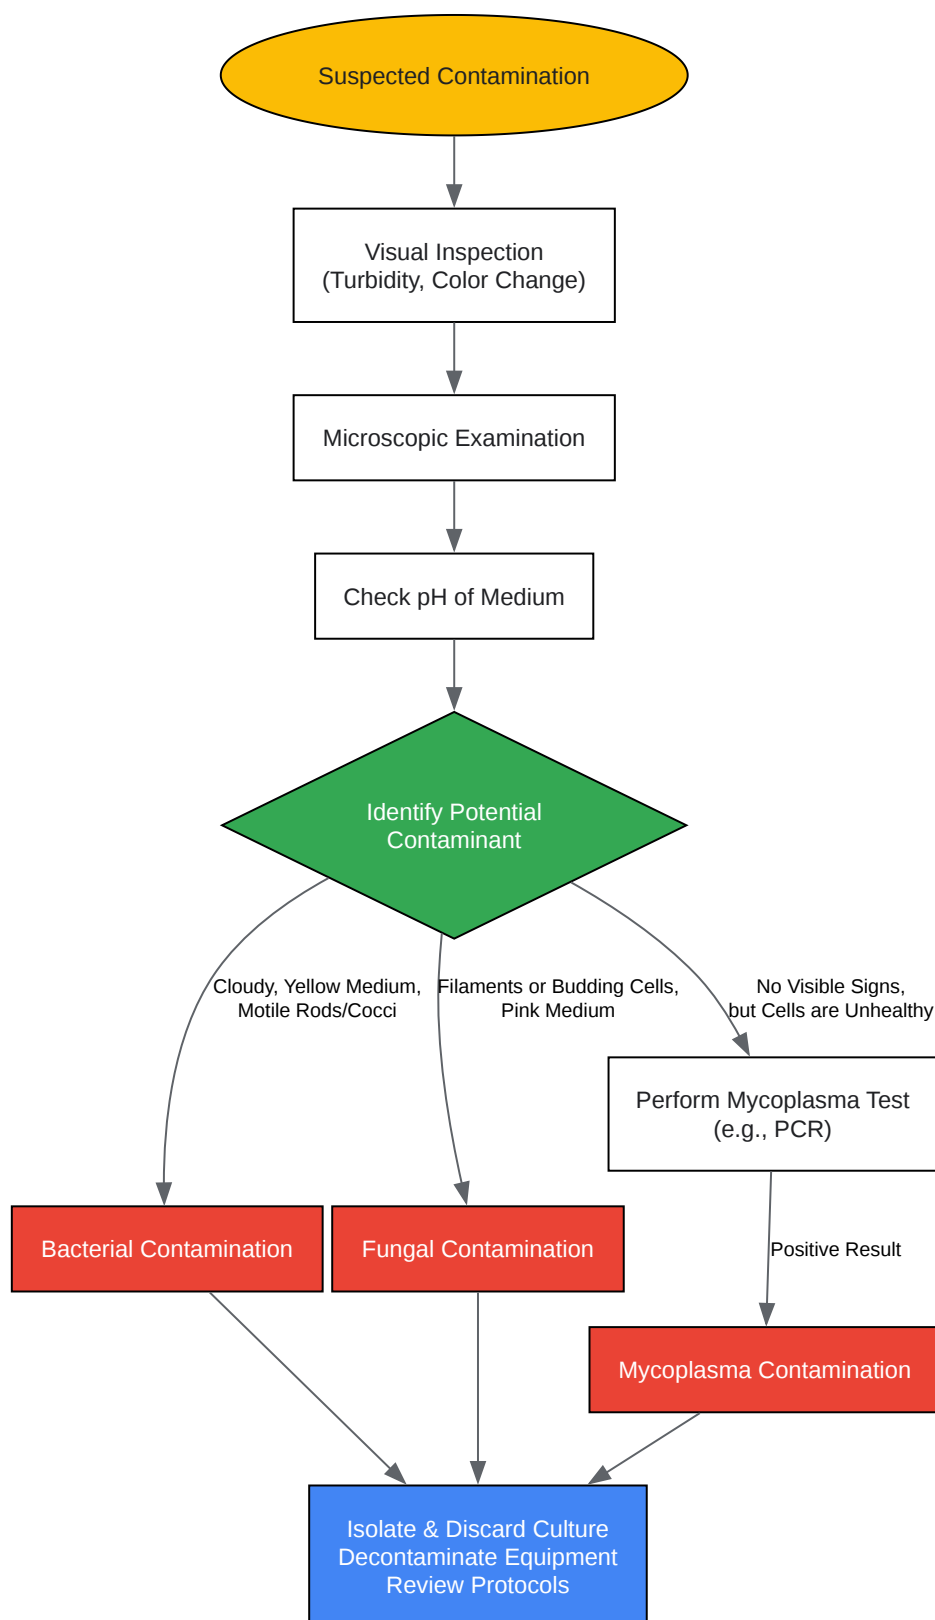 Suspected Contamination
Visual Inspection
(Turbidity, Color Change)
Microscopic Examination
Check pH of Medium
Identify Potential
Contaminant
Cloudy, Yellow Medium,
Motile Rods/Cocci
Filaments or Budding Cells,
Pink Medium
No Visible Signs,
but Cells are Unhealthy
Perform Mycoplasma Test
(e.g., PCR)
Bacterial Contamination
Fungal Contamination
Positive Result
Mycoplasma Contamination
Isolate & Discard Culture
Decontaminate Equipment
Review Protocols